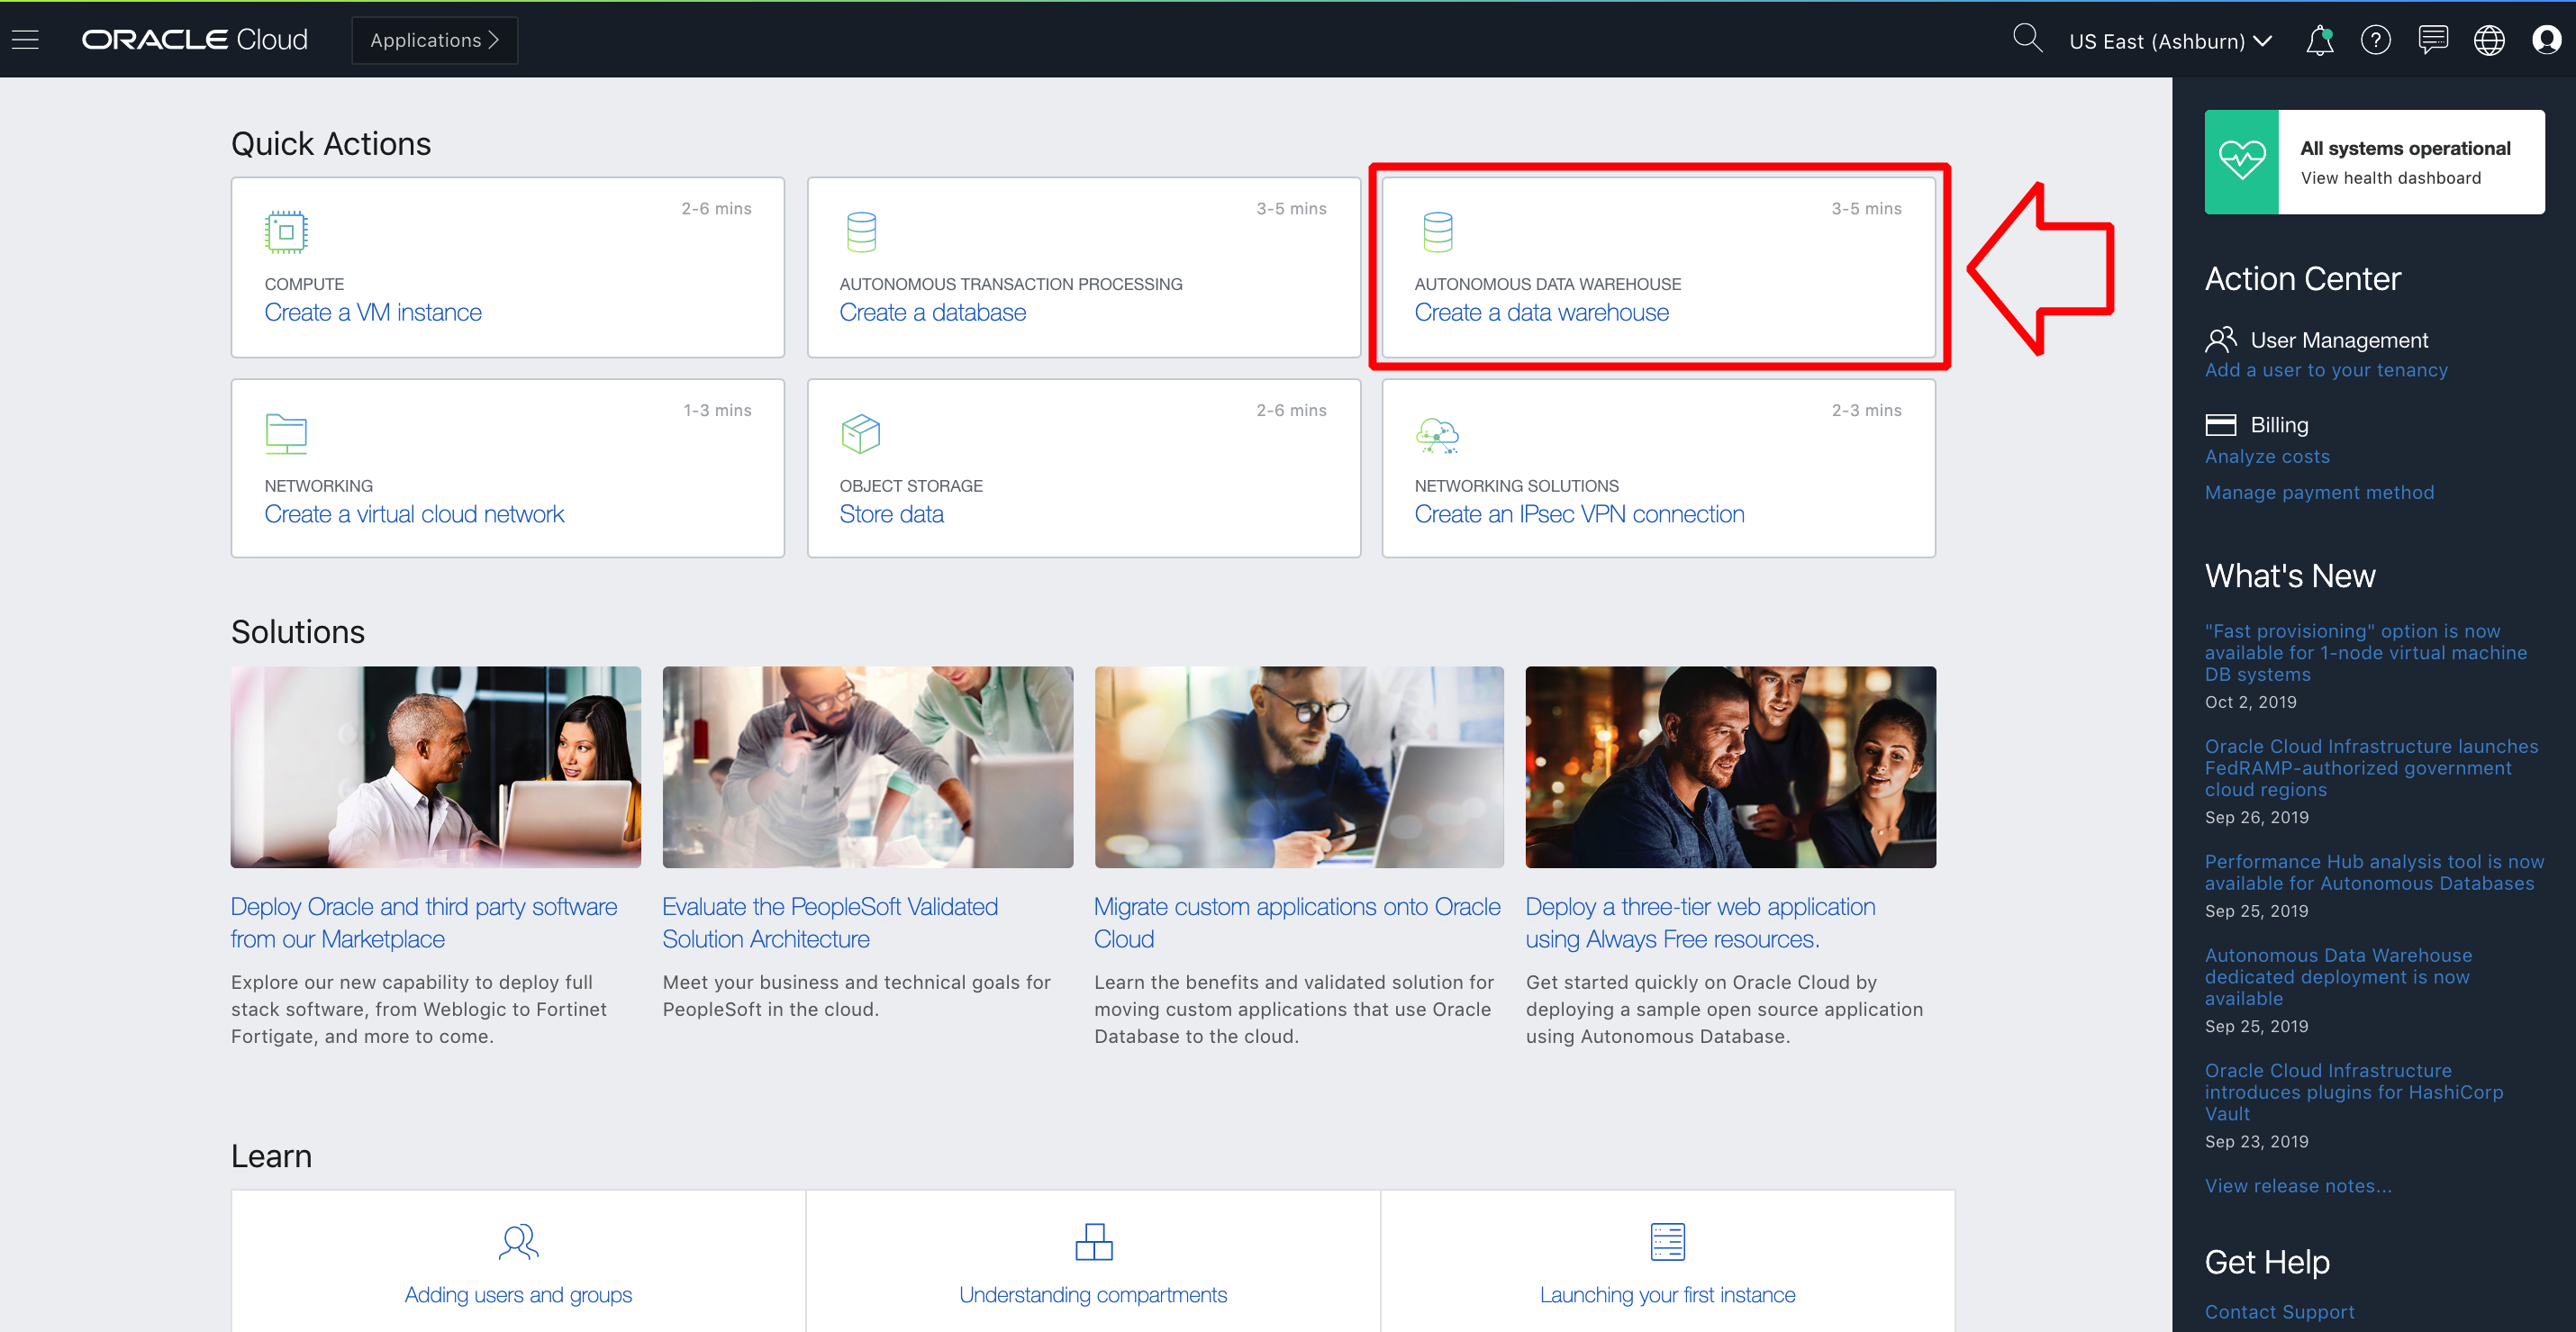 ORACLE Cloud
Applications
US East (Ashburn)
Quick Actions
2-6 mins
COMPUTE
Create a VM instance
3-5 mins
AUTONOMOUS TRANSACTION PROCESSING
Create a database
3-5 mins
AUTONOMOUS DATA WAREHOUSE
Create a data warehouse
1-3 mins
NETWORKING
Create a virtual cloud network
2-6 mins
OBJECT STORAGE
Store data
2-3 mins
NETWORKING SOLUTIONS
Create an IPsec VPN connection
Solutions
Deploy Oracle and third party software
from our Marketplace
Explore our new capability to deploy full
stack software, from Weblogic to Fortinet
Fortigate, and more to come.
Evaluate the PeopleSoft Validated
Solution Architecture
Meet your business and technical goals for
PeopleSoft in the cloud.
Migrate custom applications onto Oracle
Cloud
Learn the benefits and validated solution for
moving custom applications that use Oracle
Database to the cloud.
Deploy a three-tier web application
using Always Free resources.
Get started quickly on Oracle Cloud by
deploying a sample open source application
using Autonomous Database.
Learn
Adding users and groups
Understanding compartments
Launching your first instance
All systems operational
View health dashboard
Action Center
User Management
Add a user to your tenancy
Billing
Analyze costs
Manage payment method
What's New
"Fast provisioning" option is now
available for 1-node virtual machine
DB systems
Oct 2, 2019
Oracle Cloud Infrastructure launches
FedRAMP-authorized government
cloud regions
Sep 26, 2019
Performance Hub analysis tool is now
available for Autonomous Databases
Sep 25, 2019
Autonomous Data Warehouse
dedicated deployment is now
available
Sep 25, 2019
Oracle Cloud Infrastructure
introduces plugins for HashiCorp
Vault
Sep 23, 2019
View release notes...
Get Help
Contact Support